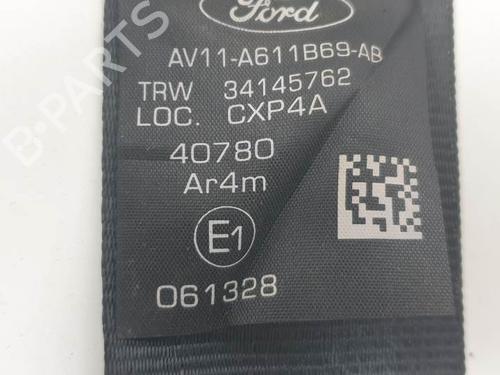 Ford
AV11-A611B69-AB
TRW 34145762
LOC. CXP4A
40780
Ar4m
E1
061328
B-PARTS